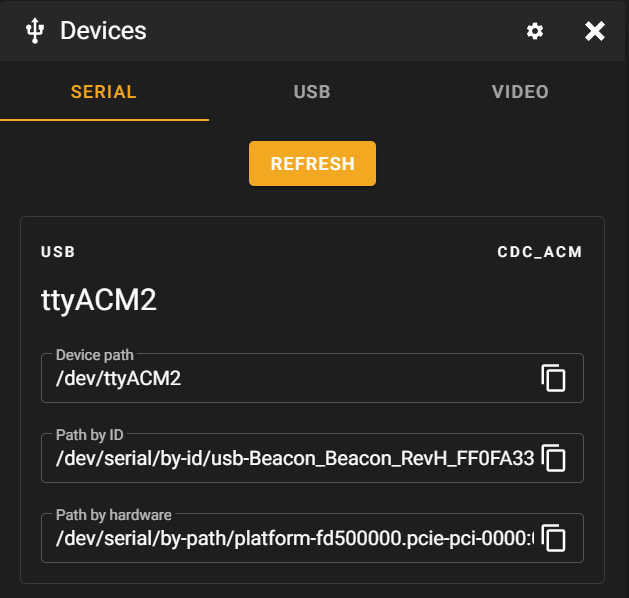 Devices
SERIAL USB VIDEO
REFRESH
USB CDC_ACM
ttyACM2
Device path
/dev/ttyACM2
Path by ID
/dev/serial/by-id/usb-Beacon_Beacon_RevH_FF0FA33
Path by hardware
/dev/serial/by-path/platform-fd500000.pcie-pci-0000: